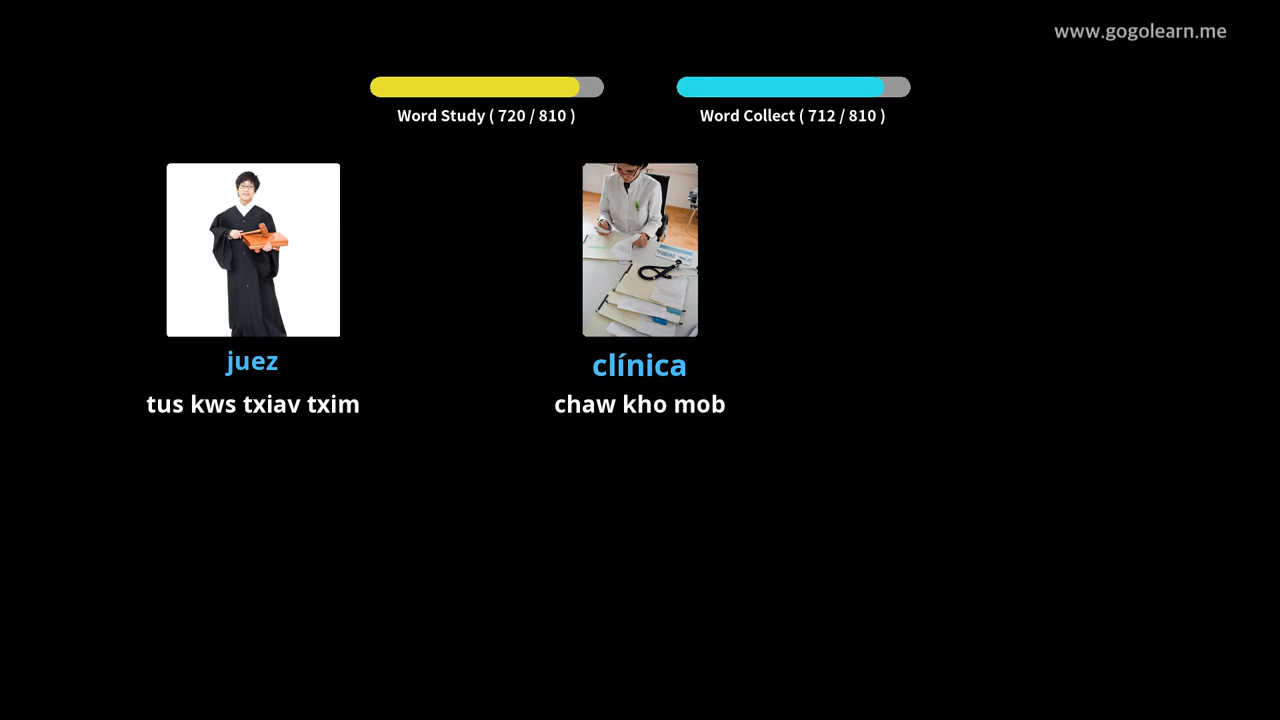 www.gogolearn.me
Word Study ( 720 / 810 )
Word Collect ( 712 / 810 )
juez
tus kws txiav txim
clínica
chaw kho mob